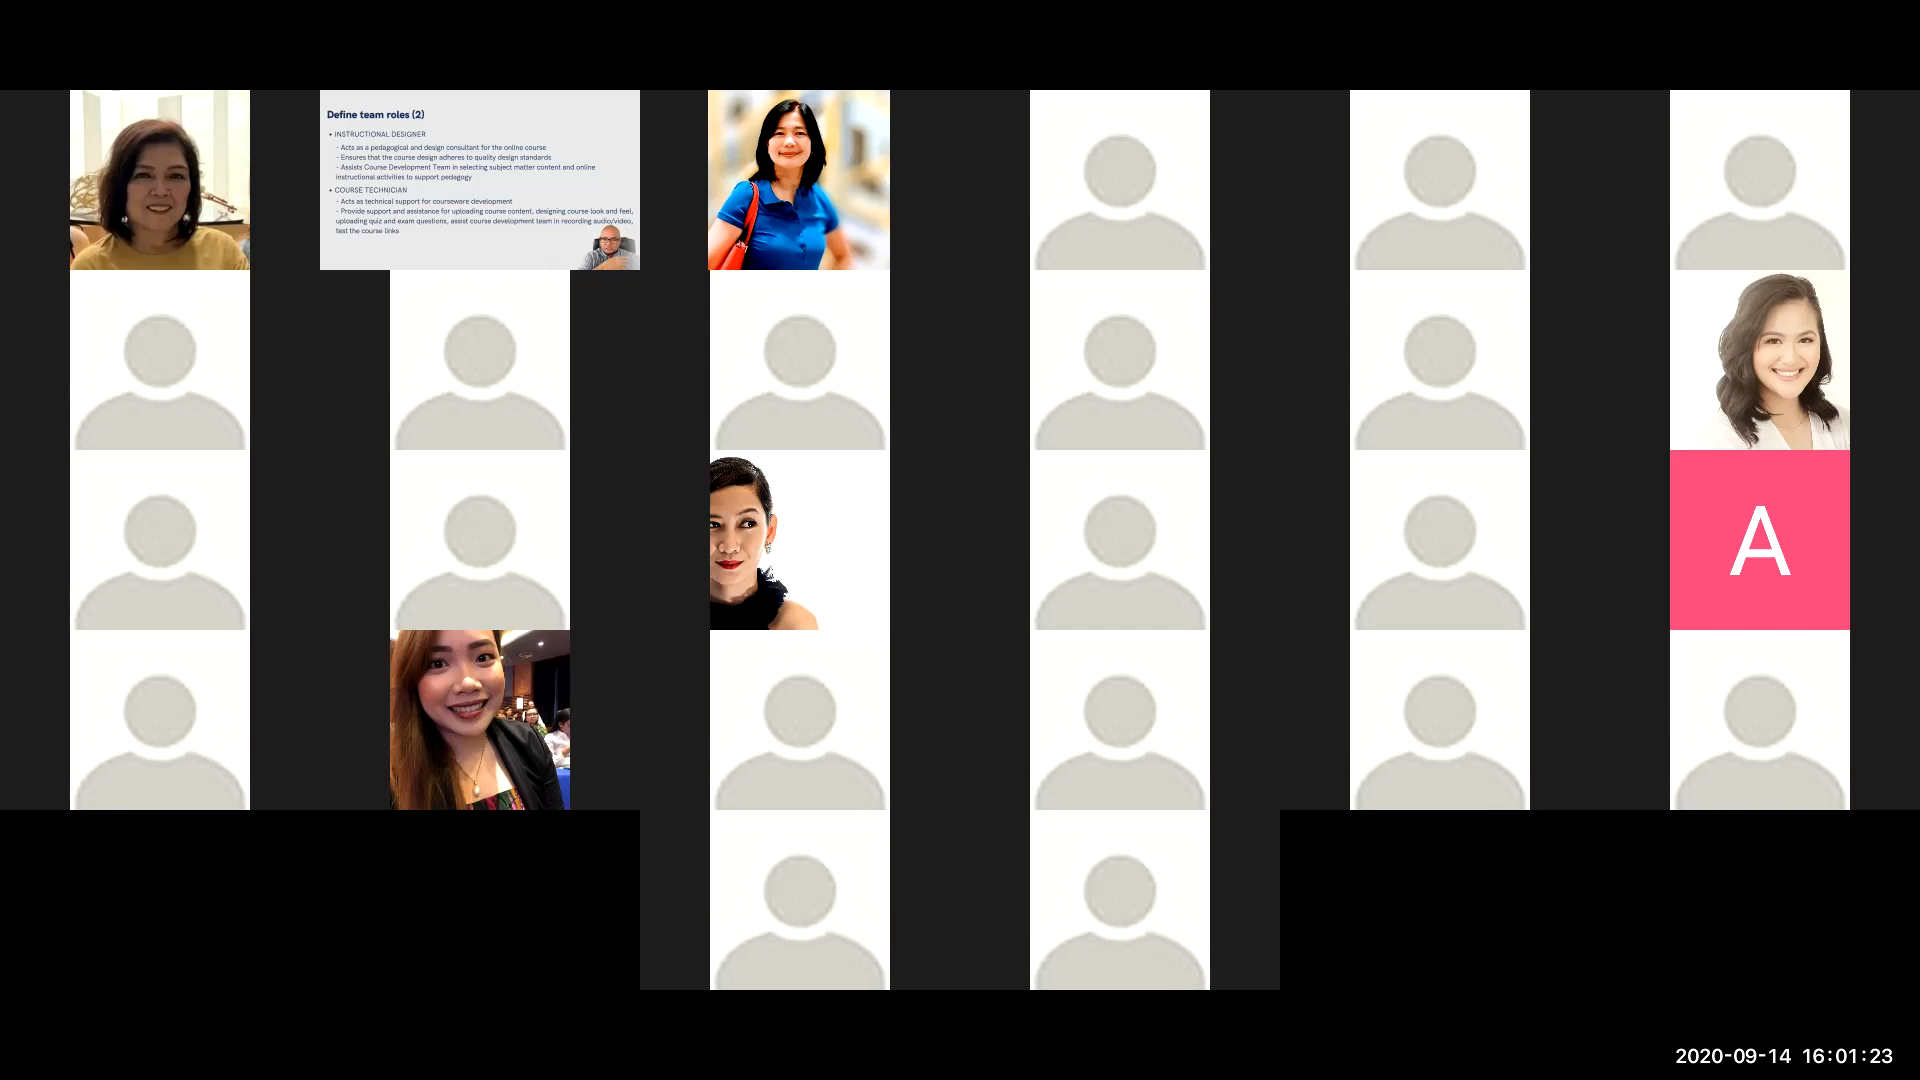 Define team roles (2)
• INSTRUCTIONAL DESIGNER
- Acts as a pedagogical and design consultant for the online course
- Ensures that the course design adheres to quality design standards
- Assists Course Development Team in selecting subject matter content and online
instructional activities to support pedagogy
• COURSE TECHNICIAN
- Acts as technical support for courseware development
- Provide support and assistance for uploading course content, designing course look and feel,
uploading quiz and exam questions, assist course development team in recording audio/video,
test the course links
A
2020-09-14 16:01:23